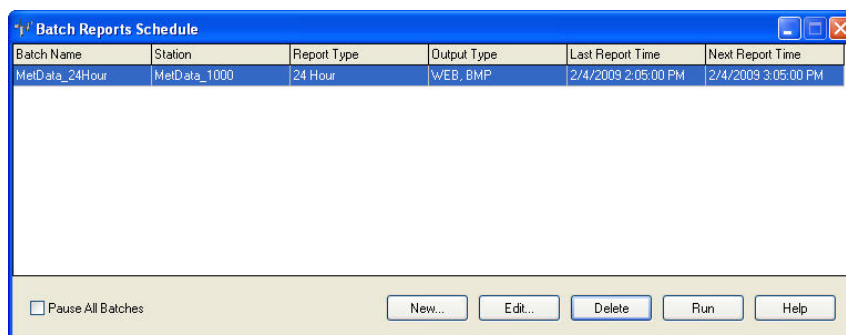 Batch Reports Schedule
Batch Name Station Report Type Output Type Last Report Time Next Report Time
MetData_24Hour MetData_1000 24 Hour WEB, BMP 2/4/2009 2:05:00 PM 2/4/2009 3:05:00 PM
Pause All Batches New... Edit... Delete Run Help